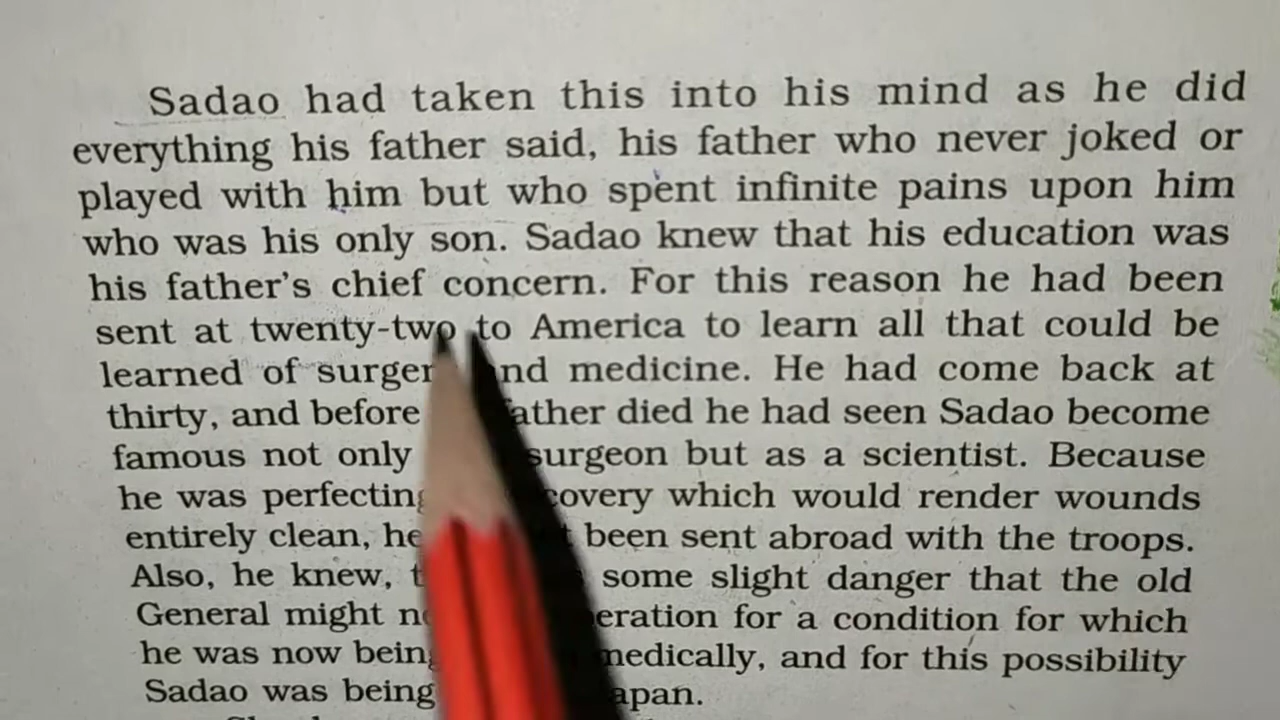 Sadao had taken this into his mind as he did
everything his father said, his father who never joked or
played with him but who spent infinite pains upon him
who was his only son. Sadao knew that his education was
his father's chief concern. For this reason he had been
sent at twenty-two to America to learn all that could be
learned of surger nd medicine. He had come back at
thirty, and before ather died he had seen Sadao become
famous not only surgeon but as a scientist. Because
he was perfecting covery which would render wounds
entirely clean, he been sent abroad with the troops.
Also, he knew, some slight danger that the old
General might eration for a condition for which
he was now being medically, and for this possibility
Sadao was being apan.